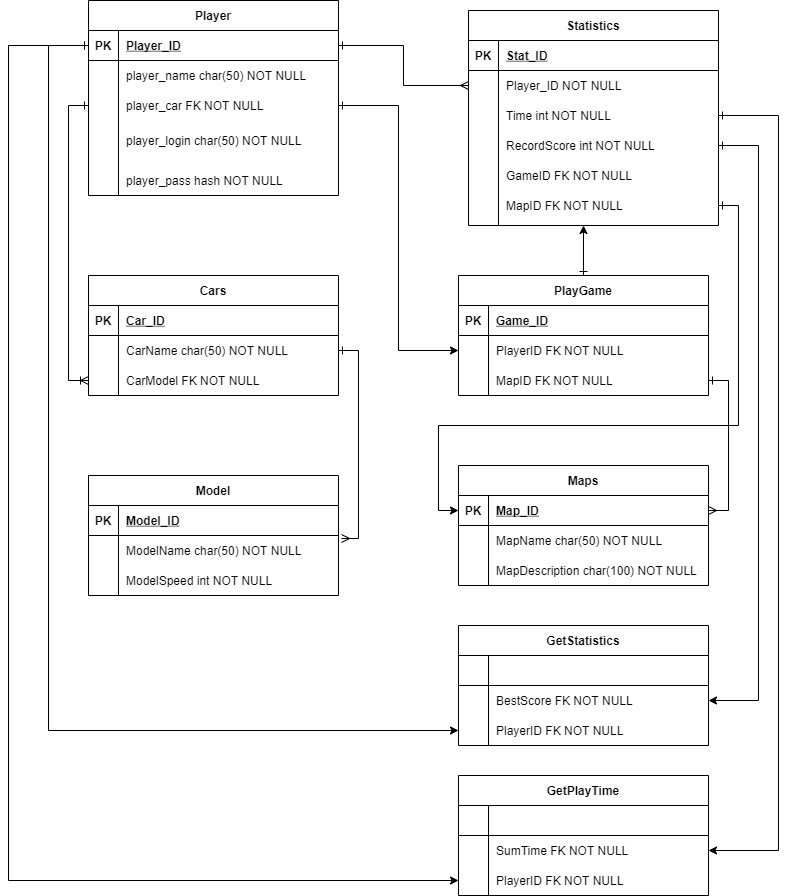 Player
PK Player_ID
player_name char(50) NOT NULL
player_car FK NOT NULL
player_login char(50) NOT NULL
player_pass hash NOT NULL
Statistics
PK Stat_ID
Player_ID NOT NULL
Time int NOT NULL
RecordScore int NOT NULL
GameID FK NOT NULL
MapID FK NOT NULL
Cars
PK Car_ID
CarName char(50) NOT NULL
CarModel FK NOT NULL
PlayGame
PK Game_ID
PlayerID FK NOT NULL
MapID FK NOT NULL
Model
PK Model_ID
ModelName char(50) NOT NULL
ModelSpeed int NOT NULL
Maps
PK Map_ID
MapName char(50) NOT NULL
MapDescription char(100) NOT NULL
GetStatistics
BestScore FK NOT NULL
PlayerID FK NOT NULL
GetPlayTime
SumTime FK NOT NULL
PlayerID FK NOT NULL